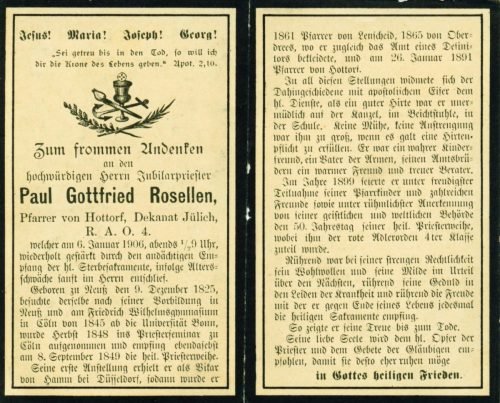 Jesus! Maria! Joseph! Georg!
„Sei getreu bis in den Tod, so will ich
dir die Krone des Lebens geben.“ Apot. 2,10.
Zum frommen Andenken
an den
hochwürdigen Herrn Jubilarpriester
Paul Gottfried Rosellen,
Pfarrer von Hottorf, Dekanat Jülich,
R. A. O. 4.
welcher am 6. Januar 1906, abends ½9 Uhr,
wiederholt gestärkt durch den andächtigen Em-
pfang der hl. Sterbesakramente, infolge Alters-
schwäche sanft im Herrn entschlief.
Geboren zu Neuß den 9. Dezember 1825,
besuchte derselbe nach seiner Vorbildung in
Neuß und am Friedrich Wilhelmsgymnasium
in Cöln von 1845 ab die Universität Bonn,
wurde Herbst 1848 ins Priesterseminar zu
Cöln aufgenommen und empfing ebendaselbst
am 8. September 1849 die heil. Priesterweihe.
Seine erste Anstellung erhielt er als Vikar
von Hamm bei Düsseldorf, sodann wurde er
1861 Pfarrer von Lenscheid, 1865 von Ober-
drees, wo er zugleich das Amt eines Defini-
tors bekleidete, und am 26. Januar 1891
Pfarrer von Hottorf.
In all diesen Stellungen widmete sich der
Dahingeschiedene mit apostolischem Eifer dem
hl. Dienste, als ein guter Hirte war er uner-
müdlich auf der Kanzel, im Beichtstuhle, in
der Schule. Keine Mühe, keine Anstrengung
war ihm zu groß, wenn es galt eine Hirten-
pflicht zu erfüllen. Er war ein wahrer Kinder-
freund, ein Vater der Armen, seinen Amtsbrü-
dern ein warmer Freund und treuer Berater.
Im Jahre 1899 feierte er unter freudigster
Teilnahme seiner Pfarrkinder und zahlreichen
Freunde sowie unter rühmlichster Anerkennung
von seiner geistlichen und weltlichen Behörde
den 50. Jahrestag seiner heil. Priesterweihe,
wobei ihm der rote Adlerorden 4ter Klasse
zuteil wurde.
Rührend war bei seiner strengen Rechtlichkeit
sein Wohlwollen und seine Milde im Urteil
über den Nächsten, rührend seine Geduld in
den Leiden der Krankheit und rührend die Freude
mit der er gegen Ende seines Lebens jedesmal
die heiligen Sakramente empfing.
So zeigte er seine Treue bis zum Tode.
Seine liebe Seele wird dem hl. Opfer der
Priester und dem Gebete der Gläubigen em-
pfohlen, damit sie desto eher ruhen möge
in Gottes heiligen Frieden.